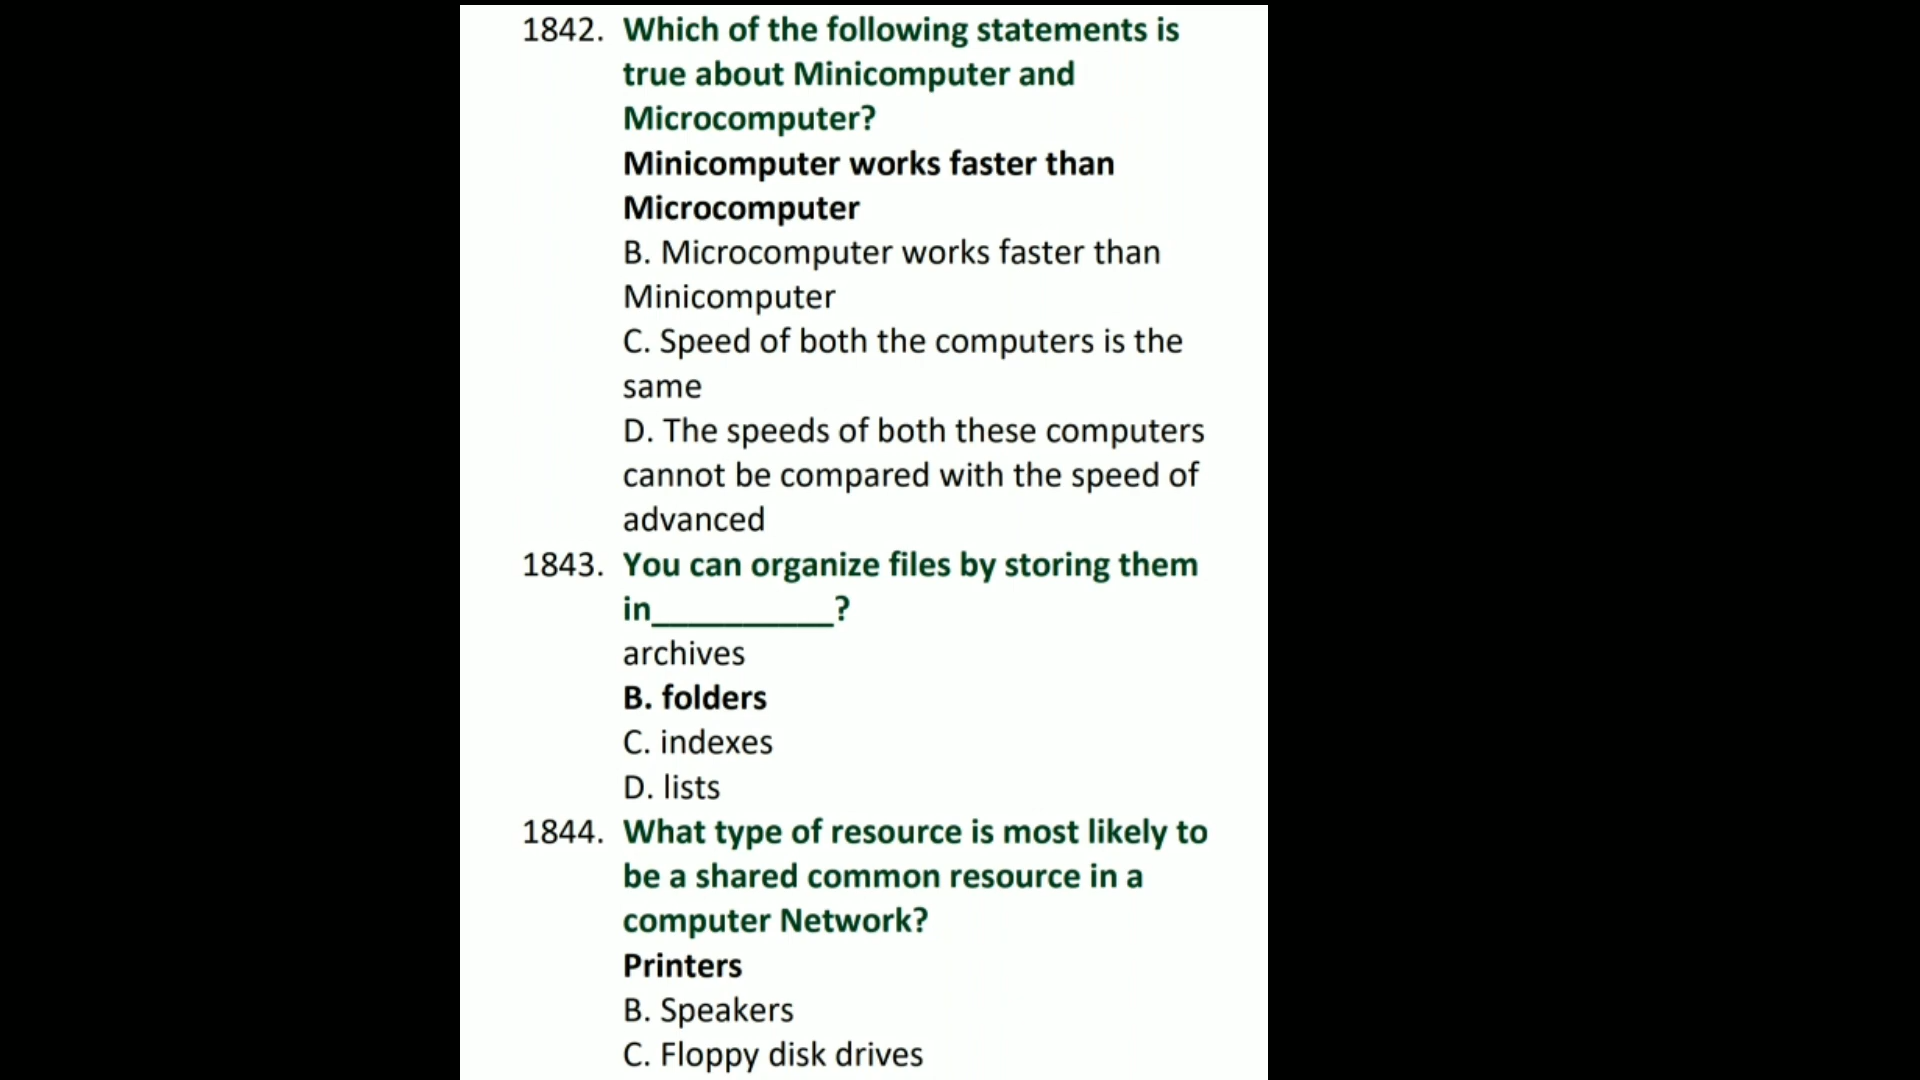 1842. Which of the following statements is
true about Minicomputer and
Microcomputer?
Minicomputer works faster than
Microcomputer
B. Microcomputer works faster than
Minicomputer
C. Speed of both the computers is the
same
D. The speeds of both these computers
cannot be compared with the speed of
advanced
1843. You can organize files by storing them
in__________?
archives
B. folders
C. indexes
D. lists
1844. What type of resource is most likely to
be a shared common resource in a
computer Network?
Printers
B. Speakers
C. Floppy disk drives